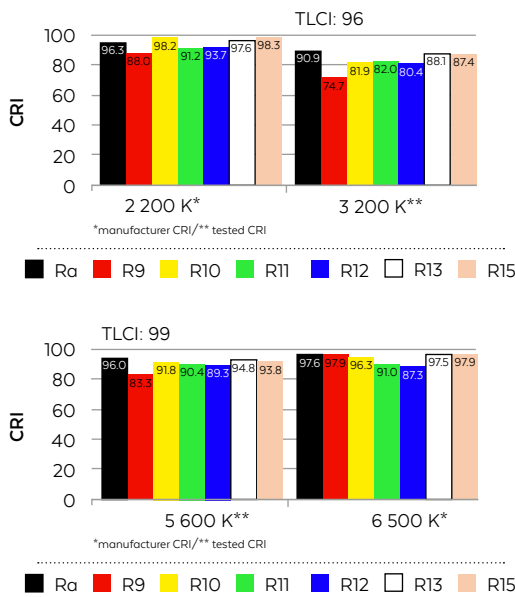 TLCI: 96
CRI
100
80
60
40
20
0
96.3 88.0 98.2 91.2 93.7 97.6 98.3
90.9 74.7 81.9 82.0 80.4 88.1 87.4
2 200 K* 3 200 K**
*manufacturer CRI/** tested CRI
Ra R9 R10 R11 R12 R13 R15
TLCI: 99
CRI
100
80
60
40
20
0
96.0 83.3 91.8 90.4 89.3 94.8 93.8
97.6 97.9 96.3 91.0 87.3 97.5 97.9
5 600 K** 6 500 K*
*manufacturer CRI/** tested CRI
Ra R9 R10 R11 R12 R13 R15